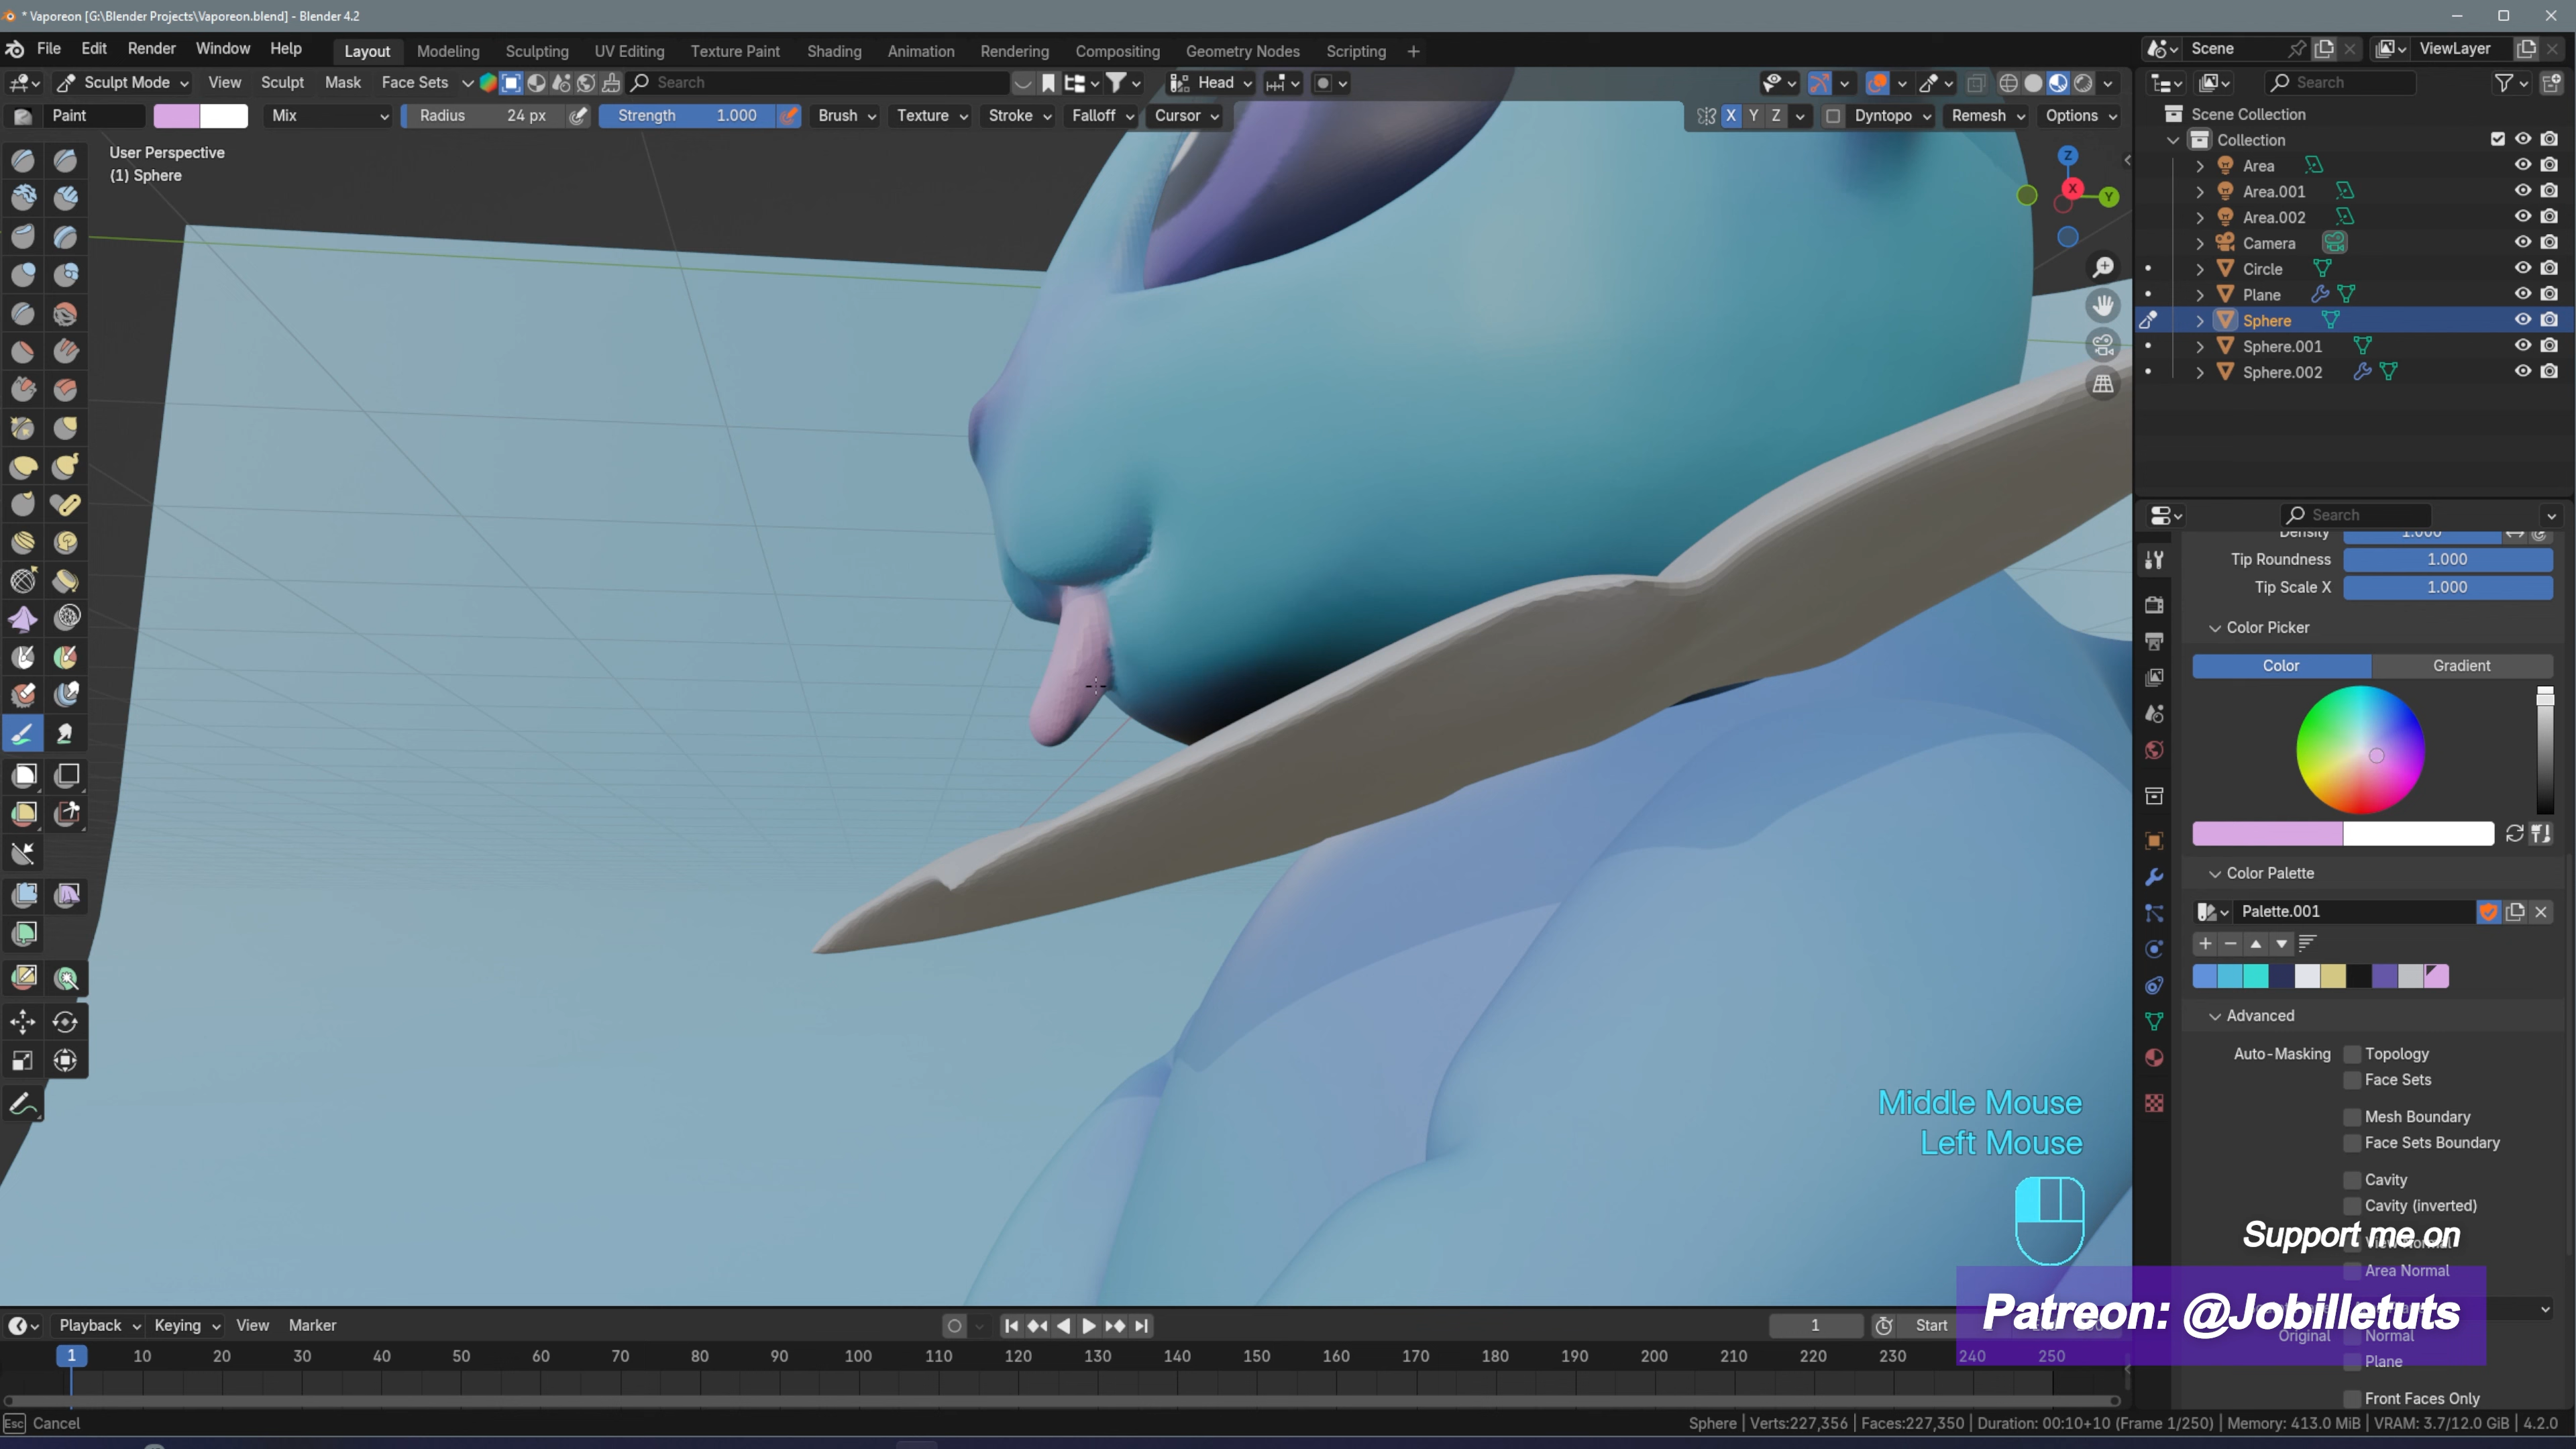 * Vaporeon [G:\Blender Projects\Vaporeon.blend] - Blender 4.2
File Edit Render Window Help Layout Modeling Sculpting UV Editing Texture Paint Shading Animation Rendering Compositing Geometry Nodes Scripting + Scene ViewLayer
Sculpt Mode View Sculpt Mask Face Sets Search Head Search
Paint Mix Radius 24 px Strength 1.000 Brush Texture Stroke Falloff Cursor X Y Z Dyntopo Remesh Options
User Perspective
(1) Sphere
Z
X
Y
Scene Collection
Collection
Area
Area.001
Area.002
Camera
Circle
Plane
Sphere
Sphere.001
Sphere.002
Search
Density 1.000
Tip Roundness 1.000
Tip Scale X 1.000
Color Picker
Color Gradient
Color Palette
Palette.001
Advanced
Auto-Masking Topology
Face Sets
Mesh Boundary
Face Sets Boundary
Cavity
Cavity (inverted)
View Normal
Area Normal
Original Normal
Plane
Front Faces Only
Middle Mouse
Left Mouse
Support me on
Patreon: @Jobilletuts
Playback Keying View Marker 1 Start
1 10 20 30 40 50 60 70 80 90 100 110 120 130 140 150 160 170 180 190 200 210 220 230 240 250
Esc Cancel
Sphere | Verts:227,356 | Faces:227,350 | Duration: 00:10+10 (Frame 1/250) | Memory: 413.0 MiB | VRAM: 3.7/12.0 GiB | 4.2.0